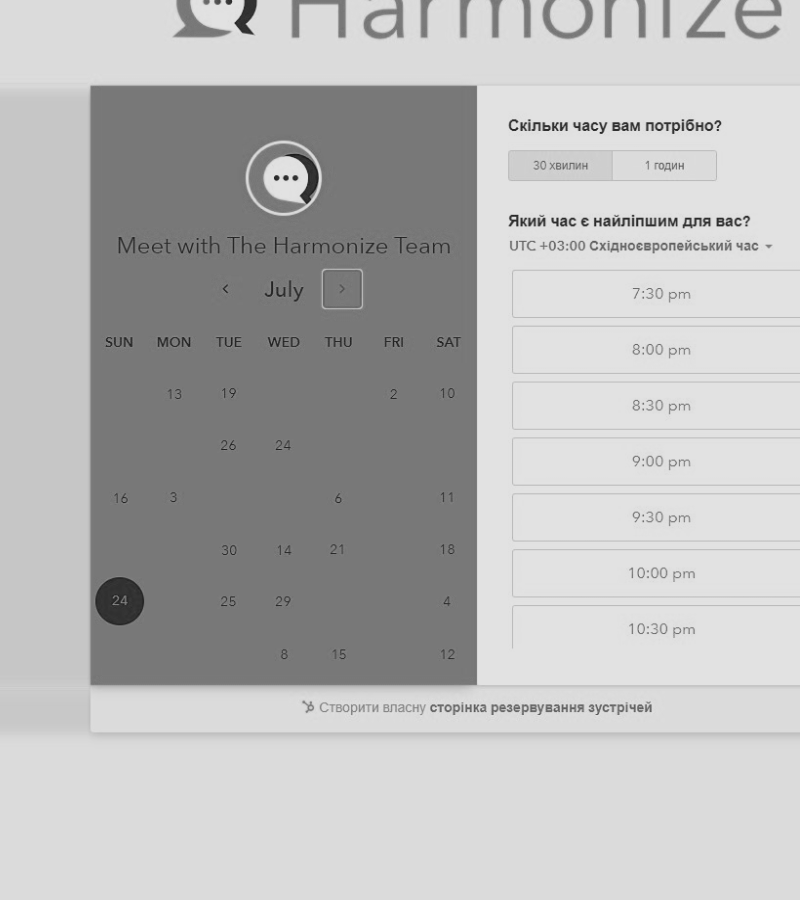 Harmonize
Meet with The Harmonize Team
July
SUN MON TUE WED THU FRI SAT
13 19 2 10
26 24
16 3 6 11
30 14 21 18
24 25 29 4
8 15 12
Скільки часу вам потрібно?
30 хвилин 1 годин
Який час є найліпшим для вас?
UTC +03:00 Східноєвропейський час
7:30 pm
8:00 pm
8:30 pm
9:00 pm
9:30 pm
10:00 pm
10:30 pm
Створити власну сторінка резервування зустрічей